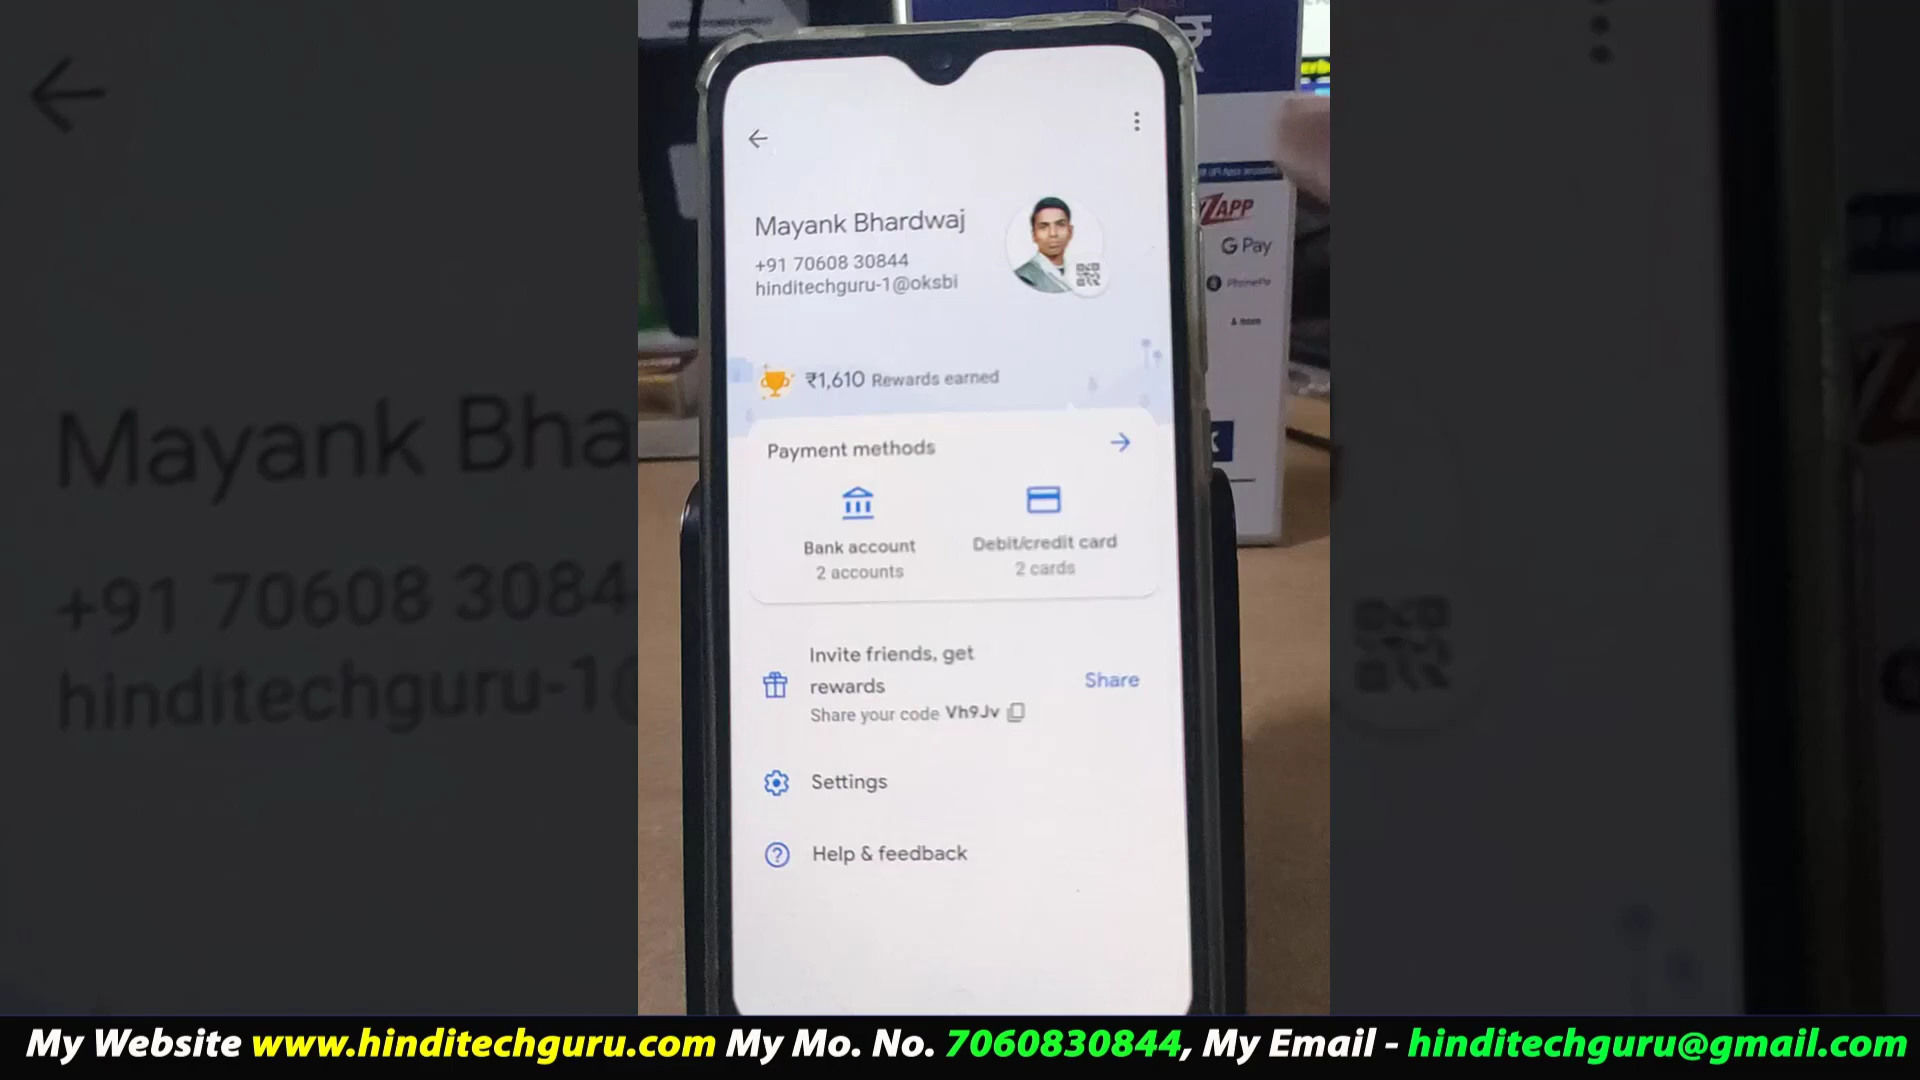 Mayank Bhardwaj
+91 70608 30844
hinditechguru-1@oksbi
₹1,610 Rewards earned
Payment methods
Bank account
2 accounts
Debit/credit card
2 cards
Invite friends, get
rewards
Share your code Vh9Jv
Share
Settings
Help & feedback
ZAPP
G Pay
PhonePe
& more
Mayank Bha
+91 70608 3084
hinditechguru-1@
My Website www.hinditechguru.com My Mo. No. 7060830844, My Email - hinditechguru@gmail.com